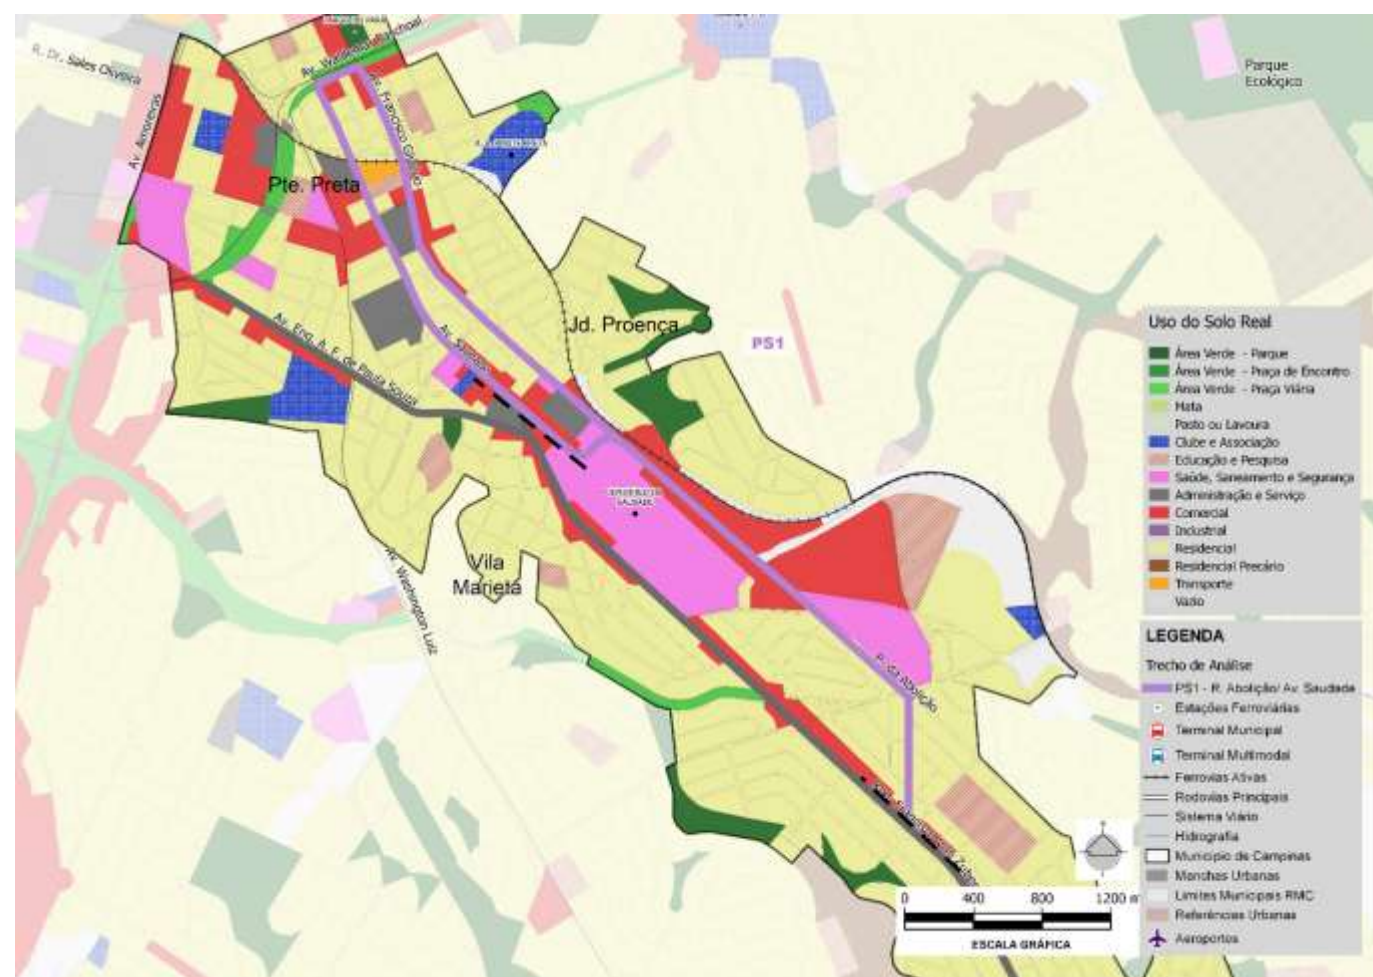 Av. Washington Luiz
R. Dr. Sales Oliveira
Av. Amoreiras
Parque
Ecológico
Pte. Preta
Av. Eng. A. F. de Paula Souza
Jd. Proença
PS1
Vila
Marieta
R. da Abolição
Uso do Solo Real
Área Verde - Parque
Área Verde - Praça de Encontro
Área Verde - Praça Viária
Mata
Pasto ou Lavoura
Clube e Associação
Educação e Pesquisa
Saúde, Saneamento e Segurança
Administração e Serviço
Comercial
Industrial
Residencial
Residencial Precário
Transporte
Vazio
LEGENDA
Trecho de Análise
PS1 - R. Abolição/ Av. Saudade
Estações Ferroviárias
Terminal Municipal
Terminal Multimodal
Ferrovias Ativas
Rodovias Principais
Sistema Viário
Hidrografia
Município de Campinas
Manchas Urbanas
Limites Municipais RMC
Referências Urbanas
Aeroportos
0 400 800 1200 m
ESCALA GRÁFICA